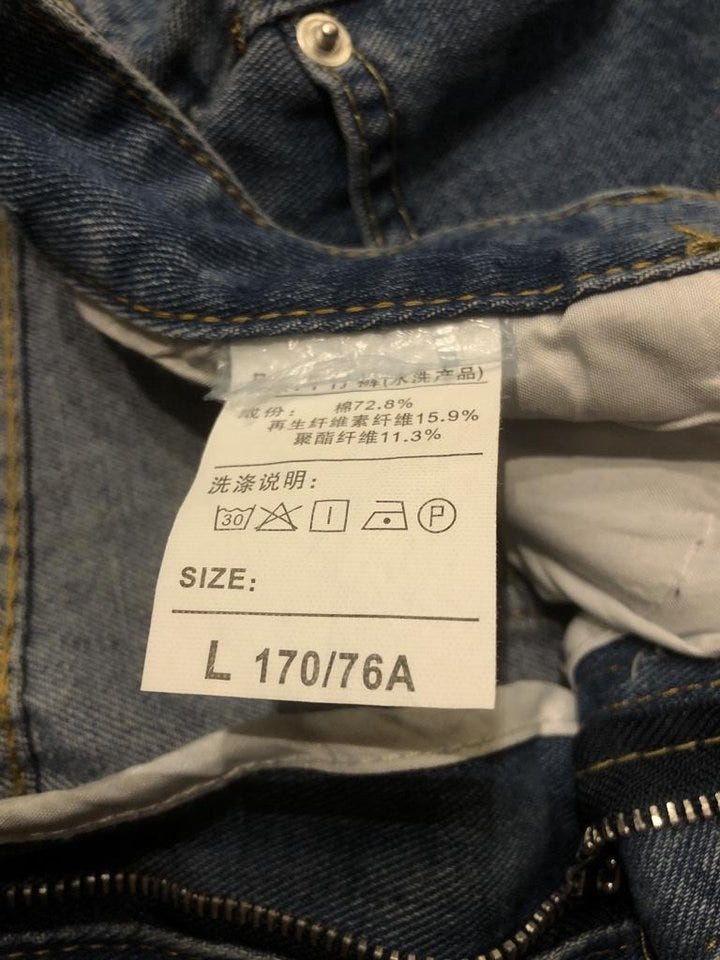 裤(水洗产品)
成份： 棉72.8%
再生纤维素纤维15.9%
聚酯纤维11.3%
洗涤说明：
30 P
SIZE:
L 170/76A